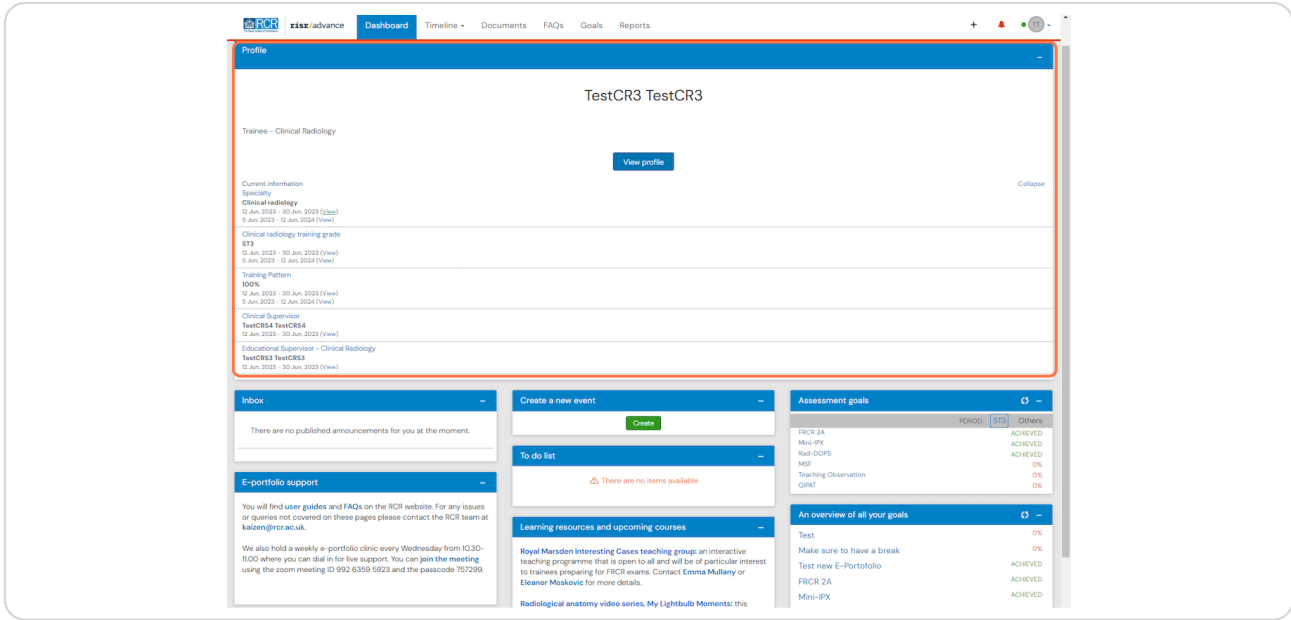 RCR
risr/advance
Dashboard
Timeline
Documents
FAQs
Goals
Reports
+
TT
Profile
TestCR3 TestCR3
Trainee - Clinical Radiology
View profile
Current information
Collapse
Specialty
Clinical radiology
12 Jun, 2023 - 30 Jun, 2023 (View)
5 Jun, 2023 - 12 Jun, 2024 (View)
Clinical radiology training grade
ST3
12 Jun, 2023 - 30 Jun, 2023 (View)
5 Jun, 2023 - 12 Jun, 2024 (View)
Training Pattern
100%
12 Jun, 2023 - 30 Jun, 2023 (View)
5 Jun, 2023 - 12 Jun, 2024 (View)
Clinical Supervisor
TestCRS4 TestCRS4
12 Jun, 2023 - 30 Jun, 2023 (View)
Educational Supervisor - Clinical Radiology
TestCRS3 TestCRS3
12 Jun, 2023 - 30 Jun, 2023 (View)
Inbox
There are no published announcements for you at the moment.
E-portfolio support
You will find user guides and FAQs on the RCR website. For any issues
or queries not covered on these pages please contact the RCR team at
kaizen@rcr.ac.uk.
We also hold a weekly e-portfolio clinic every Wednesday from 10.30-
11.00 where you can dial in for live support. You can join the meeting
using the zoom meeting ID 992 6359 5923 and the passcode 757299.
Create a new event
Create
To do list
There are no items available
Learning resources and upcoming courses
Royal Marsden Interesting Cases teaching group: an interactive
teaching programme that is open to all and will be of particular interest
to trainees preparing for FRCR exams. Contact Emma Mullany or
Eleanor Moskovic for more details.
Radiological anatomy video series, My Lightbulb Moments: this
Assessment goals
PERIOD: ST3 Others
FRCR 2A ACHIEVED
Mini-IPX ACHIEVED
Rad-DOPS ACHIEVED
MSF 0%
Teaching Observation 0%
QIPAT 0%
An overview of all your goals
Test 0%
Make sure to have a break 0%
Test new E-Portofolio ACHIEVED
FRCR 2A ACHIEVED
Mini-IPX ACHIEVED